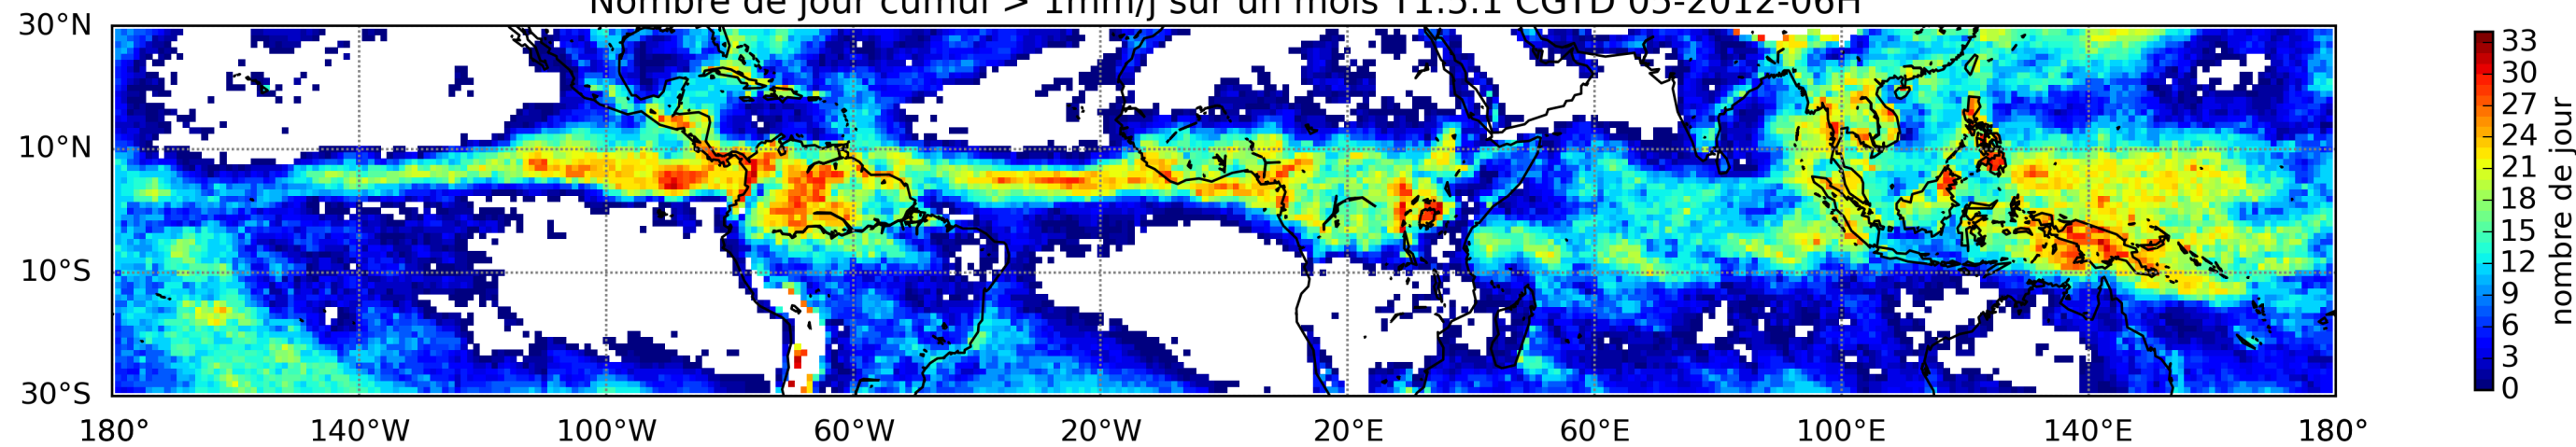 Nombre de jour cumul > 1mm/j sur un mois T1.5.1 CGTD 05-2012-06H
30°N
10°N
10°S
30°S
180° 140°W 100°W 60°W 20°W 20°E 60°E 100°E 140°E 180°
33
30
27
24
21
18
15
12
9
6
3
0
nombre de jour